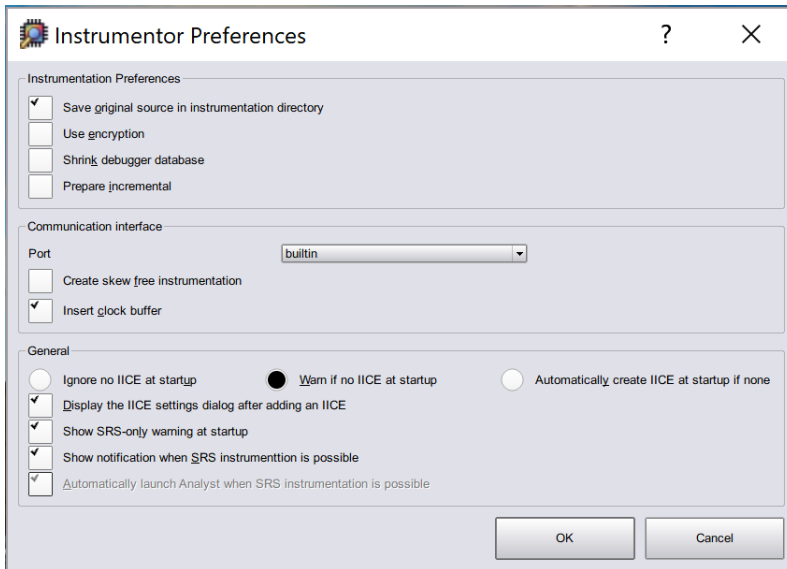 Instrumentor Preferences ?
Instrumentation Preferences
Save original source in instrumentation directory
Use encryption
Shrink debugger database
Prepare incremental
Communication interface
Port builtin
Create skew free instrumentation
Insert clock buffer
General
Ignore no IICE at startup Warn if no IICE at startup Automatically create IICE at startup if none
Display the IICE settings dialog after adding an IICE
Show SRS-only warning at startup
Show notification when SRS instrumenttion is possible
Automatically launch Analyst when SRS instrumentation is possible
OK Cancel